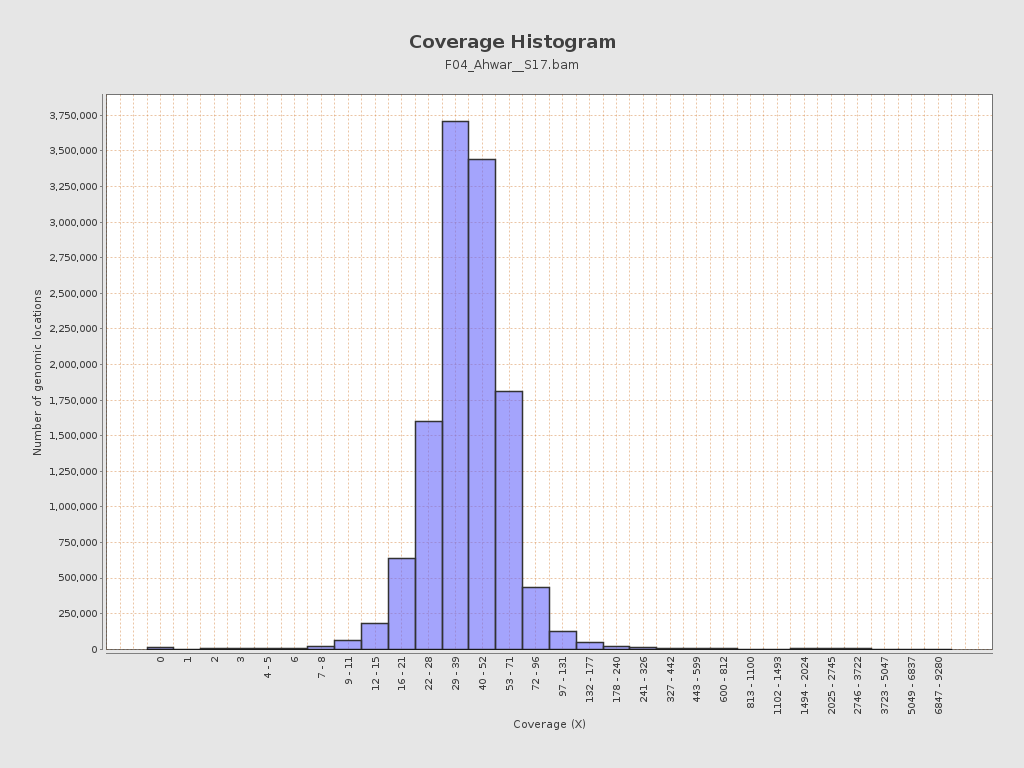 Coverage Histogram
F04_Ahwar__S17.bam
Number of genomic locations
3,750,000
3,500,000
3,250,000
3,000,000
2,750,000
2,500,000
2,250,000
2,000,000
1,750,000
1,500,000
1,250,000
1,000,000
750,000
500,000
250,000
0
0
1
2
3
4 - 5
6
7 - 8
9 - 11
12 - 15
16 - 21
22 - 28
29 - 39
40 - 52
53 - 71
72 - 96
97 - 131
132 - 177
178 - 240
241 - 326
327 - 442
443 - 599
600 - 812
813 - 1100
1102 - 1493
1494 - 2024
2025 - 2745
2746 - 3722
3723 - 5047
5049 - 6837
6847 - 9280
Coverage (X)